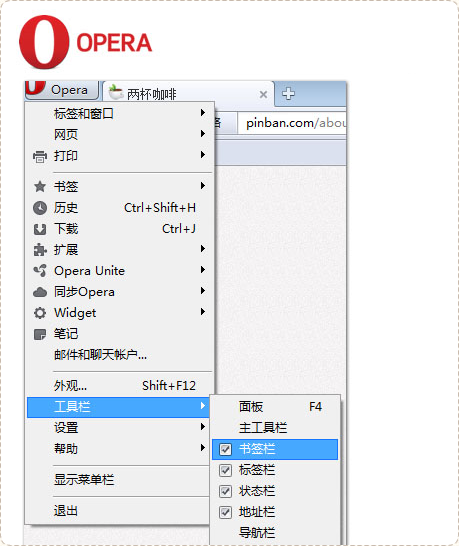 OPERA
Opera
两杯咖啡
标签和窗口
网页
络
pinban.com/abou
打印
书签
历史 Ctrl+Shift+H
下载 Ctrl+J
扩展
Opera Unite
同步Opera
Widget
笔记
邮件和聊天帐户...
外观... Shift+F12
工具栏
设置
帮助
显示菜单栏
退出
面板 F4
主工具栏
书签栏
标签栏
状态栏
地址栏
导航栏